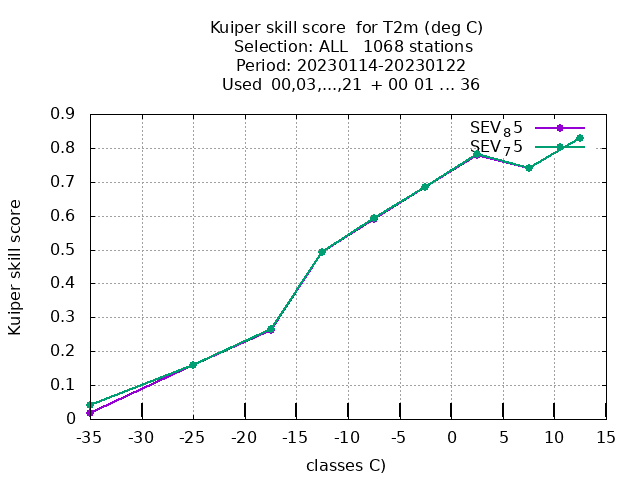 Kuiper skill score for T2m (deg C)
Selection: ALL 1068 stations
Period: 20230114-20230122
Used 00,03,...,21 + 00 01 ... 36
SEV85
SEV75
0.9
0.8
0.7
0.6
0.5
0.4
0.3
0.2
0.1
0
Kuiper skill score
-35 -30 -25 -20 -15 -10 -5 0 5 10 15
classes C)